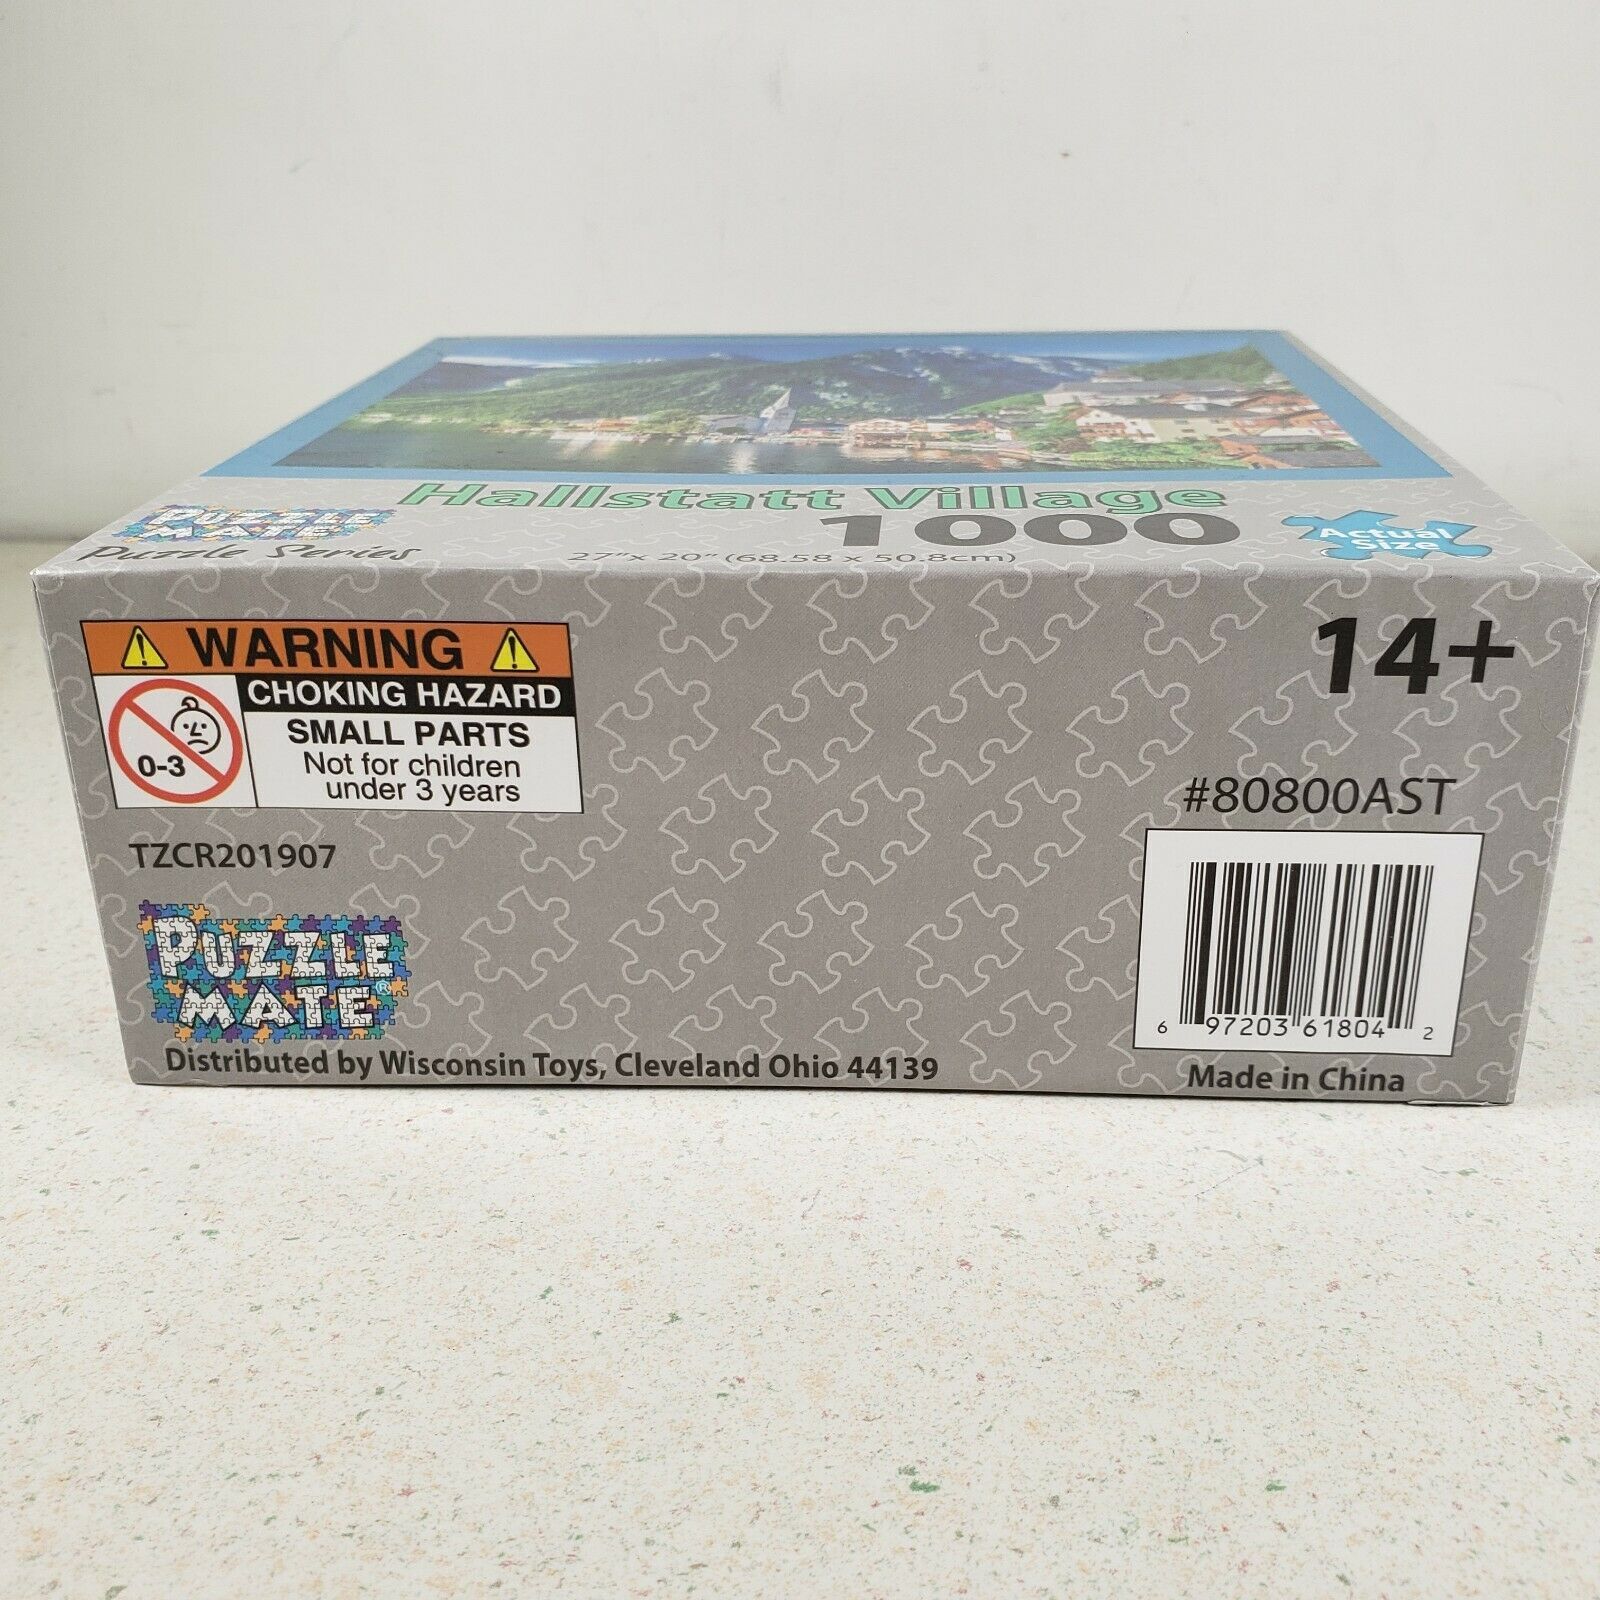 Hallstatt Village
PUZZLE
MATE
Puzzle Series
1000
27"x 20" (68.58 x 50.8cm)
Actual
Size
WARNING
CHOKING HAZARD
0-3
SMALL PARTS
Not for children
under 3 years
14+
#80800AST
TZCR201907
PUZZLE
MATE®
6 97203 61804 2
Distributed by Wisconsin Toys, Cleveland Ohio 44139
Made in China